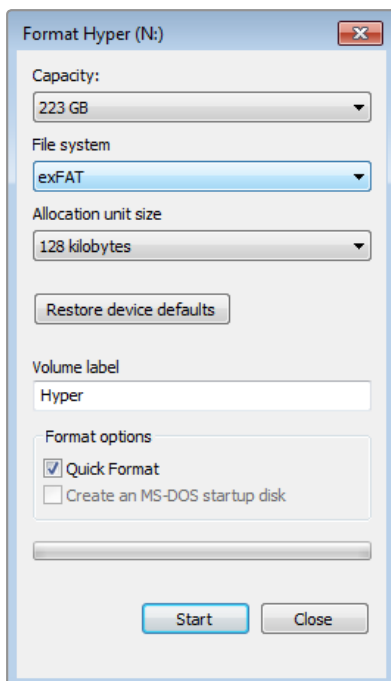 Format Hyper (N:)
Capacity:
223 GB
File system
exFAT
Allocation unit size
128 kilobytes
Restore device defaults
Volume label
Hyper
Format options
Quick Format
Create an MS-DOS startup disk
Start Close